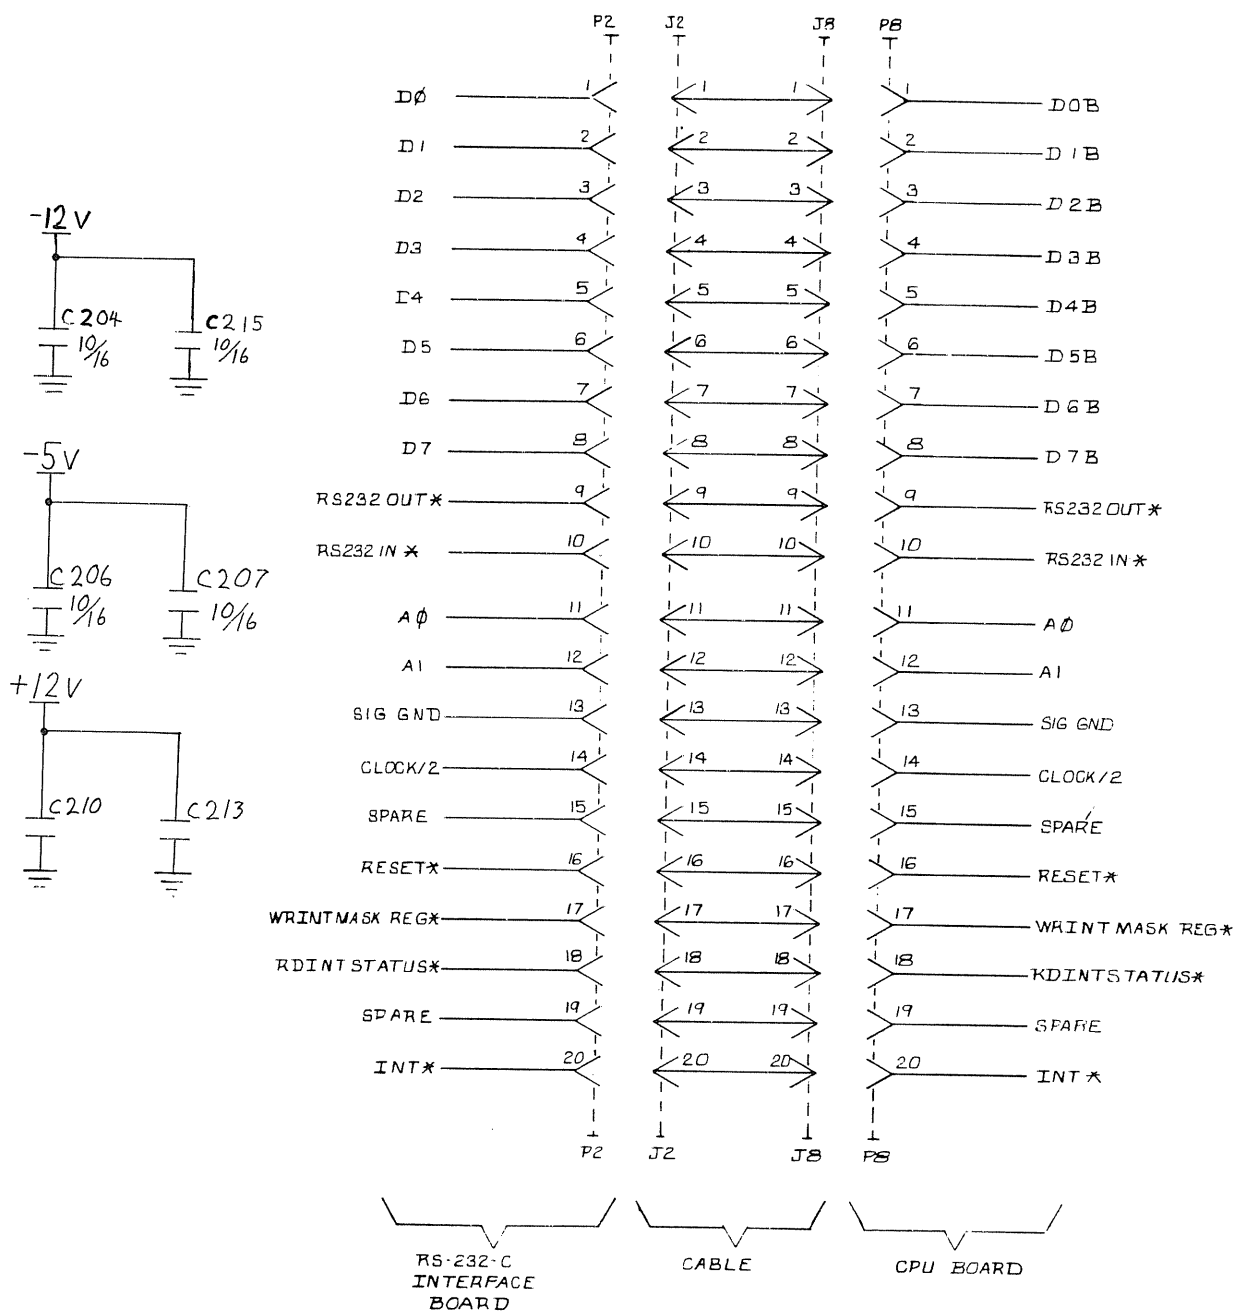 P2 J2 J8 P8
DØ 1 1 1 1 D0B
D1 2 2 2 2 D1B
D2 3 3 3 3 D2B
D3 4 4 4 4 D3B
D4 5 5 5 5 D4B
D5 6 6 6 6 D5B
D6 7 7 7 7 D6B
D7 8 8 8 8 D7B
RS232 OUT* 9 9 9 9 RS232 OUT*
RS232 IN * 10 10 10 10 RS232 IN *
AØ 11 11 11 11 AØ
A1 12 12 12 12 A1
SIG GND 13 13 13 13 SIG GND
CLOCK/2 14 14 14 14 CLOCK/2
SPARE 15 15 15 15 SPARE
RESET* 16 16 16 16 RESET*
WRINTMASK REG* 17 17 17 17 WRINTMASK REG*
RDINTSTATUS* 18 18 18 18 RDINTSTATUS*
SPARE 19 19 19 19 SPARE
INT* 20 20 20 20 INT *
P2 J2 J8 P8
RS-232-C
INTERFACE
BOARD
CABLE
CPU BOARD
-12V
C204
10/16
C215
10/16
-5V
C206
10/16
C207
10/16
+12V
C210
C213